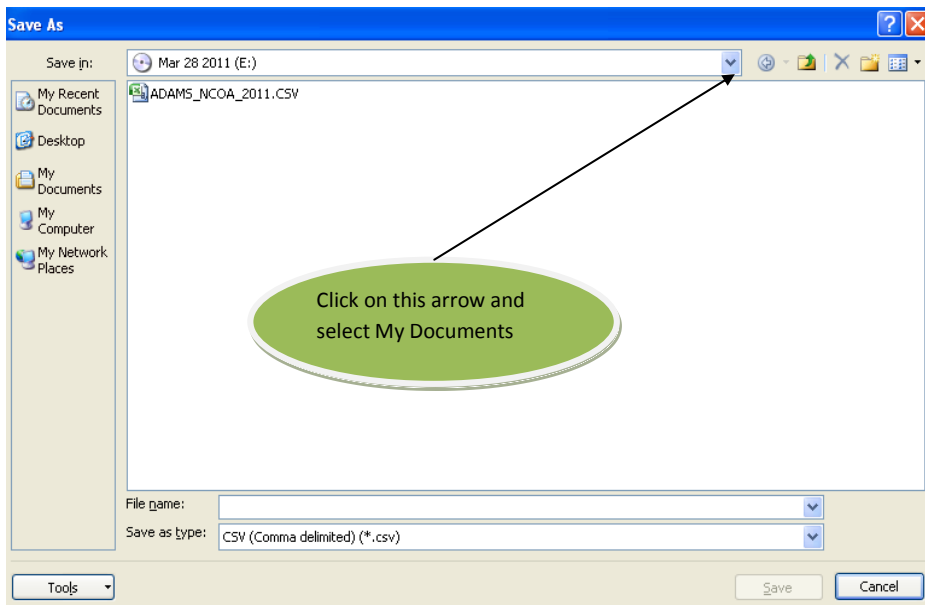 Save As
Save in:
Mar 28 2011 (E:)
My Recent
Documents
ADAMS_NCOA_2011.CSV
Desktop
My
Documents
My
Computer
My Network
Places
Click on this arrow and
select My Documents
File name:
Save as type:
CSV (Comma delimited) (*.csv)
Tools
Save
Cancel